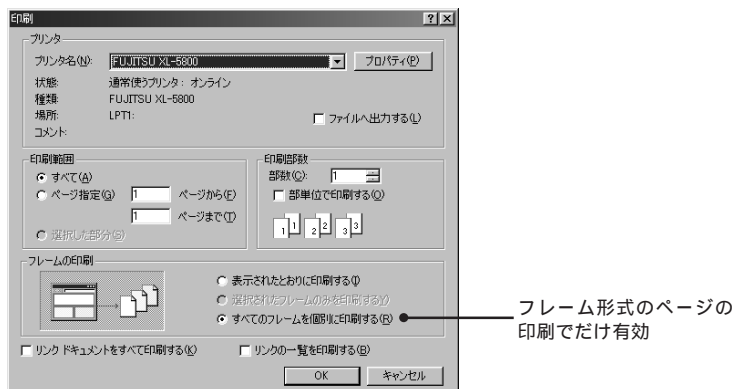 印刷
プリンタ
プリンタ名(N): FUJITSU XL-5800 プロパティ(P)
状態: 通常使うプリンタ: オンライン
種類: FUJITSU XL-5800
場所: LPT1: ファイルへ出力する(L)
コメント:
印刷範囲
すべて(A)
ページ指定(G) 1 ページから(F)
1 ページまで(T)
選択した部分(S)
印刷部数
部数(C): 1
部単位で印刷する(O)
1 1 2 2 3 3
フレームの印刷
表示されたとおりに印刷する(I)
選択されたフレームのみを印刷する(Y)
すべてのフレームを個別に印刷する(R)
フレーム形式のページの
印刷でだけ有効
リンク ドキュメントをすべて印刷する(K) リンクの一覧を印刷する(B)
OK キャンセル